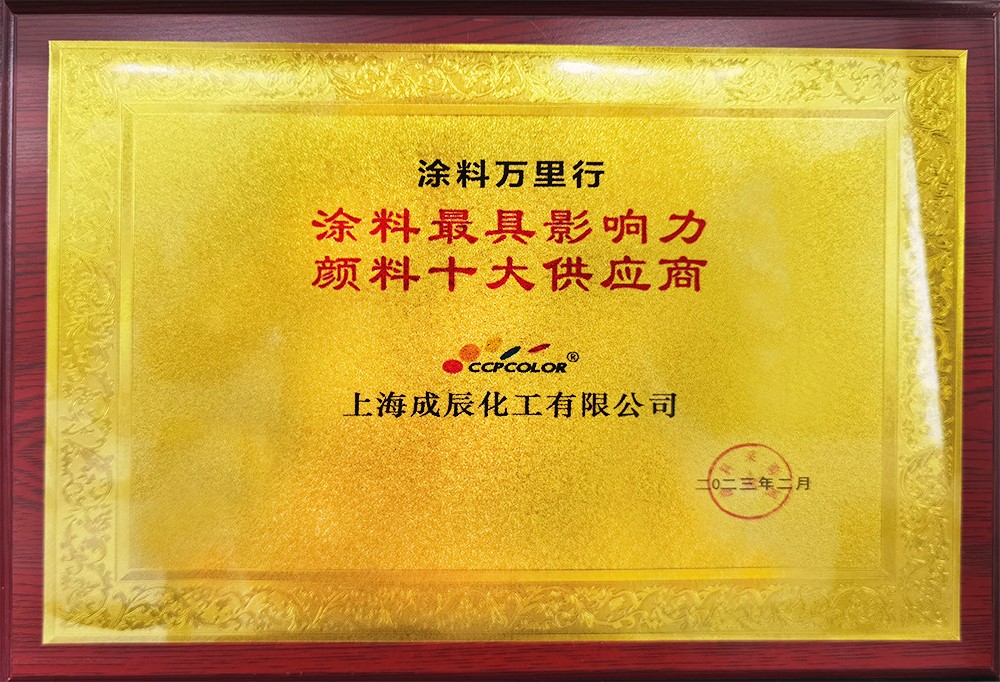 涂料万里行
涂料最具影响力
颜料十大供应商
CCPCOLOR®
上海成辰化工有限公司
二0二三年二月